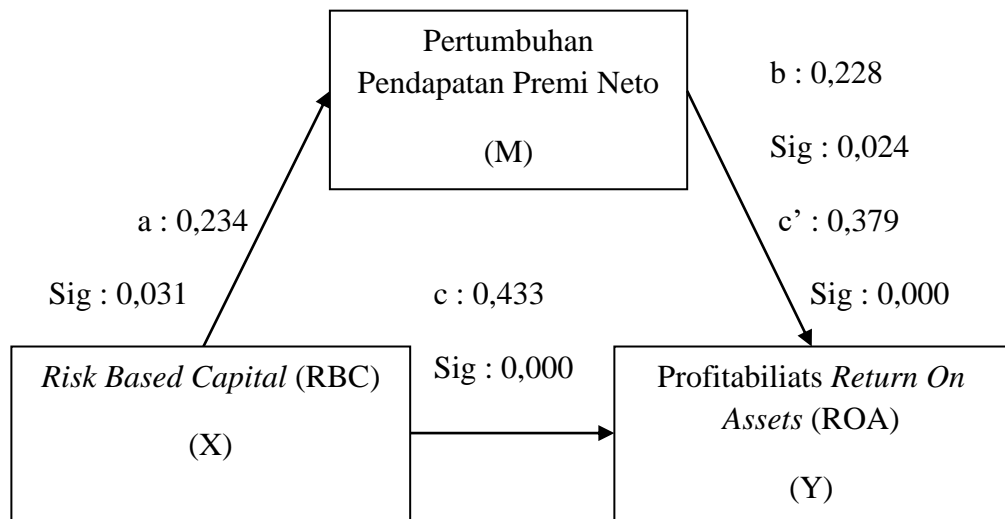 Pertumbuhan
Pendapatan Premi Neto
(M)
b : 0,228
Sig : 0,024
a : 0,234
c’ : 0,379
Sig : 0,031
c : 0,433
Sig : 0,000
Sig : 0,000
Risk Based Capital (RBC)
(X)
Profitabiliats Return On
Assets (ROA)
(Y)